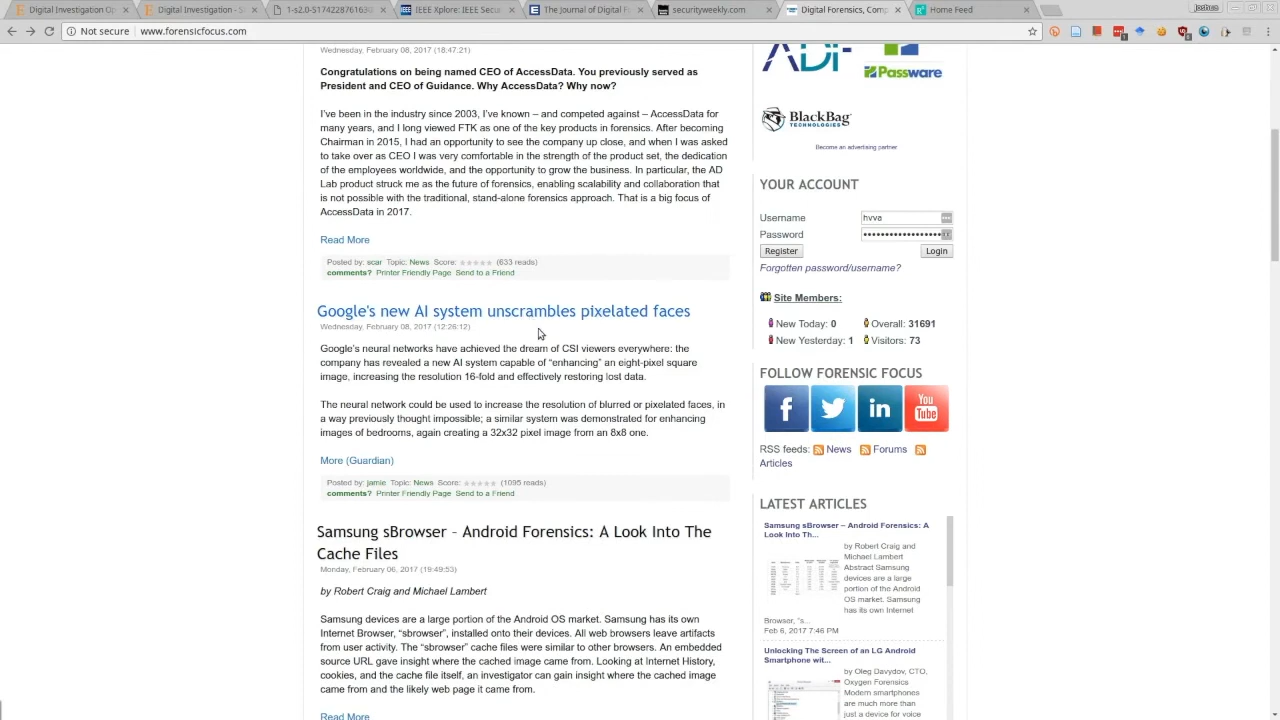 Digital Investigation -
Digital Investigation - S
1-s2.0-S174228761630
IEEE Xplore: IEEE Securi
The Journal of Digital Fo
securityweekly.com
Digital Forensics, Comp
Home Feed
Not secure
www.forensicfocus.com
Wednesday, February 08, 2017 (18:47:21)
Congratulations on being named CEO of AccessData. You previously served as
President and CEO of Guidance. Why AccessData? Why now?
I've been in the industry since 2003, I've known – and competed against – AccessData for
many years, and I long viewed FTK as one of the key products in forensics. After becoming
Chairman in 2015, I had an opportunity to see the company up close, and when I was asked
to take over as CEO I was very comfortable in the strength of the product set, the dedication
of the employees worldwide, and the opportunity to grow the business. In particular, the AD
Lab product struck me as the future of forensics, enabling scalability and collaboration that
is not possible with the traditional, stand-alone forensics approach. That is a big focus of
AccessData in 2017.
Read More
Posted by: scar Topic: News Score: (633 reads)
comments? Printer Friendly Page Send to a Friend
Google's new AI system unscrambles pixelated faces
Wednesday, February 08, 2017 (12:26:12)
Google's neural networks have achieved the dream of CSI viewers everywhere: the
company has revealed a new AI system capable of “enhancing” an eight-pixel square
image, increasing the resolution 16-fold and effectively restoring lost data.
The neural network could be used to increase the resolution of blurred or pixelated faces, in
a way previously thought impossible; a similar system was demonstrated for enhancing
images of bedrooms, again creating a 32x32 pixel image from an 8x8 one.
More (Guardian)
Posted by: jamie Topic: News Score: (1095 reads)
comments? Printer Friendly Page Send to a Friend
Samsung sBrowser - Android Forensics: A Look Into The
Cache Files
Monday, February 06, 2017 (19:49:53)
by Robert Craig and Michael Lambert
Samsung devices are a large portion of the Android OS market. Samsung has its own
Internet Browser, “sbrowser”, installed onto their devices. All web browsers leave artifacts
from user activity. The “sbrowser” cache files were similar to other browsers. An embedded
source URL gave insight where the cached image came from. Looking at Internet History,
cookies, and the cache file itself, an investigator can gain insight where the cached image
came from and the likely web page it came from.
Read More
ADF
Passware
BlackBag
TECHNOLOGIES
Become an advertising partner
YOUR ACCOUNT
Username
hvva
Password
Register
Login
Forgotten password/username?
Site Members:
New Today: 0
Overall: 31691
New Yesterday: 1
Visitors: 73
FOLLOW FORENSIC FOCUS
f
in
You
Tube
RSS feeds: News Forums
Articles
LATEST ARTICLES
Samsung sBrowser – Android Forensics: A
Look Into Th...
by Robert Craig and
Michael Lambert
Abstract Samsung
devices are a large
portion of the Android
OS market. Samsung
has its own Internet
Browser, “s...
Feb 6, 2017 7:46 PM
Unlocking The Screen of an LG Android
Smartphone wit...
by Oleg Davydov, CTO,
Oxygen Forensics
Modern smartphones
are much more than
just a device for voice